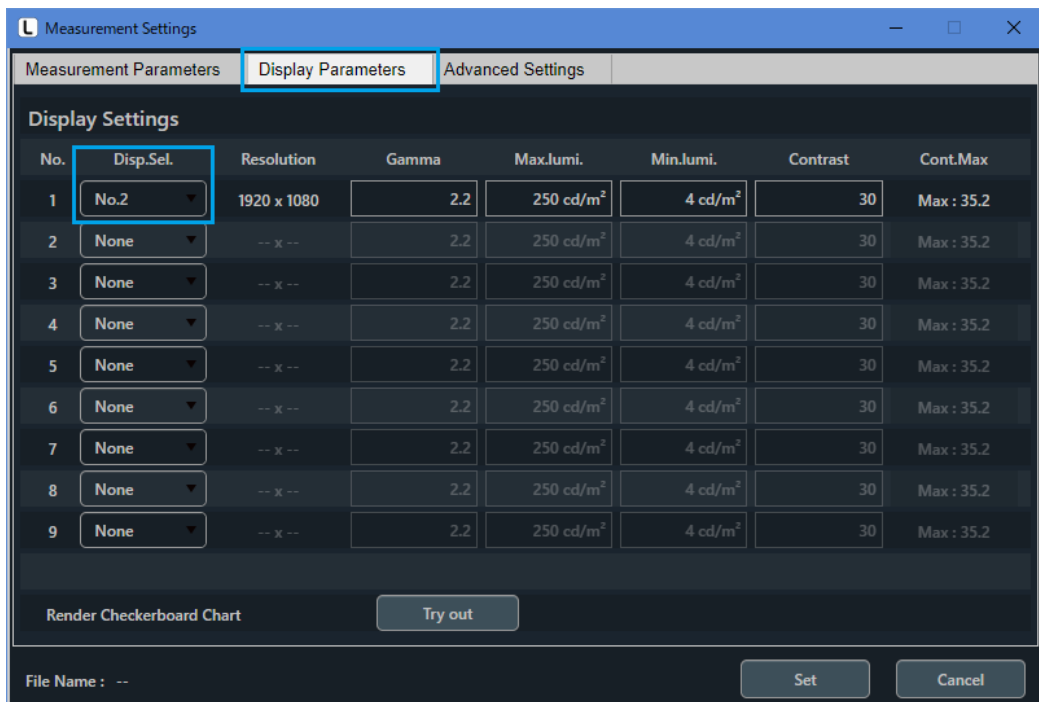 L Measurement Settings
Measurement Parameters Display Parameters Advanced Settings
Display Settings
No. Disp.Sel. Resolution Gamma Max.lumi. Min.lumi. Contrast Cont.Max
1 No.2 1920 x 1080 2.2 250 cd/m² 4 cd/m² 30 Max : 35.2
2 None -- x -- 2.2 250 cd/m² 4 cd/m² 30 Max : 35.2
3 None -- x -- 2.2 250 cd/m² 4 cd/m² 30 Max : 35.2
4 None -- x -- 2.2 250 cd/m² 4 cd/m² 30 Max : 35.2
5 None -- x -- 2.2 250 cd/m² 4 cd/m² 30 Max : 35.2
6 None -- x -- 2.2 250 cd/m² 4 cd/m² 30 Max : 35.2
7 None -- x -- 2.2 250 cd/m² 4 cd/m² 30 Max : 35.2
8 None -- x -- 2.2 250 cd/m² 4 cd/m² 30 Max : 35.2
9 None -- x -- 2.2 250 cd/m² 4 cd/m² 30 Max : 35.2
Render Checkerboard Chart Try out
File Name : -- Set Cancel